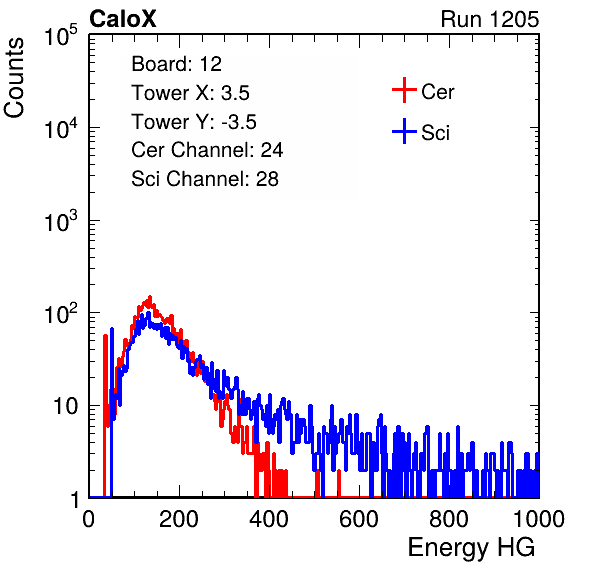 CaloX Run 1205
Counts
10^5
10^4
10^3
10^2
10
1
Board: 12
Tower X: 3.5
Tower Y: -3.5
Cer Channel: 24
Sci Channel: 28
Cer
Sci
0 200 400 600 800 1000
Energy HG